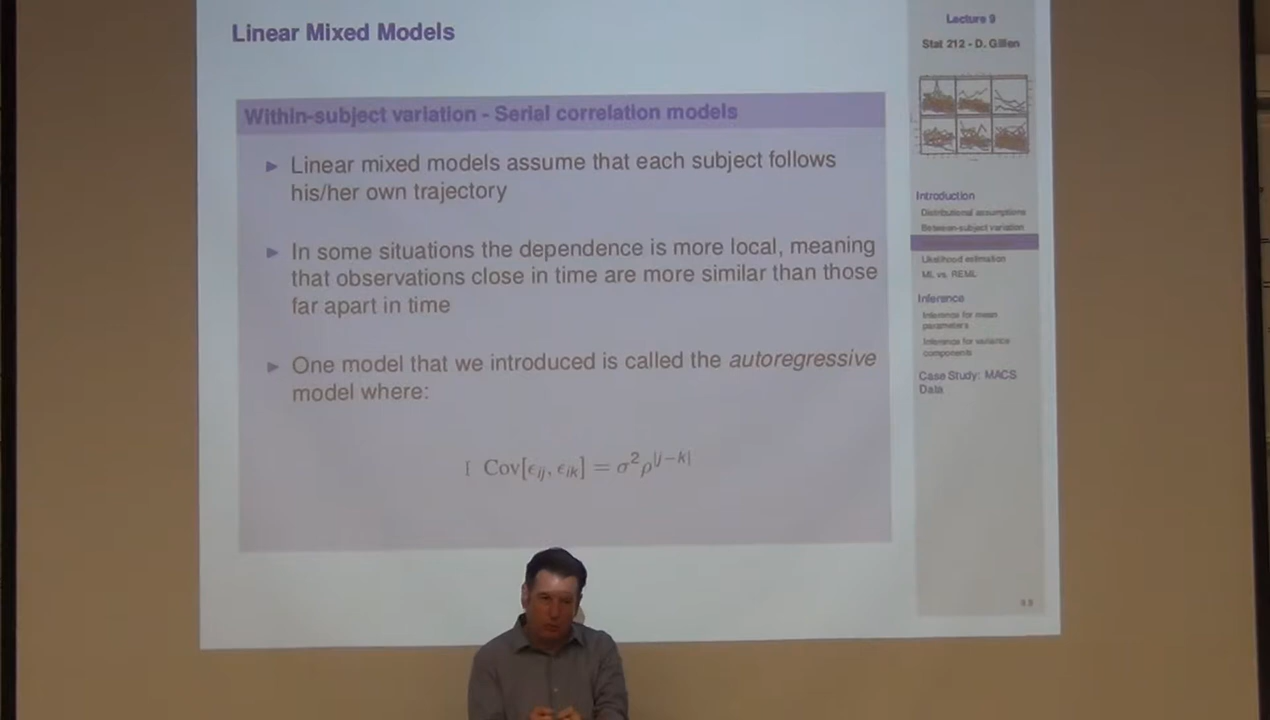 Linear Mixed Models
Within-subject variation - Serial correlation models
Linear mixed models assume that each subject follows
his/her own trajectory
In some situations the dependence is more local, meaning
that observations close in time are more similar than those
far apart in time
One model that we introduced is called the autoregressive
model where:
Cov[ϵij, ϵik] = σ²ρ|j−k|
Lecture 9
Stat 212 - D. Gillen
Introduction
Distributional assumptions
Between-subject variation
Likelihood estimation
ML vs. REML
Inference
Inference for mean
parameters
Inference for variance
components
Case Study: MACS
Data